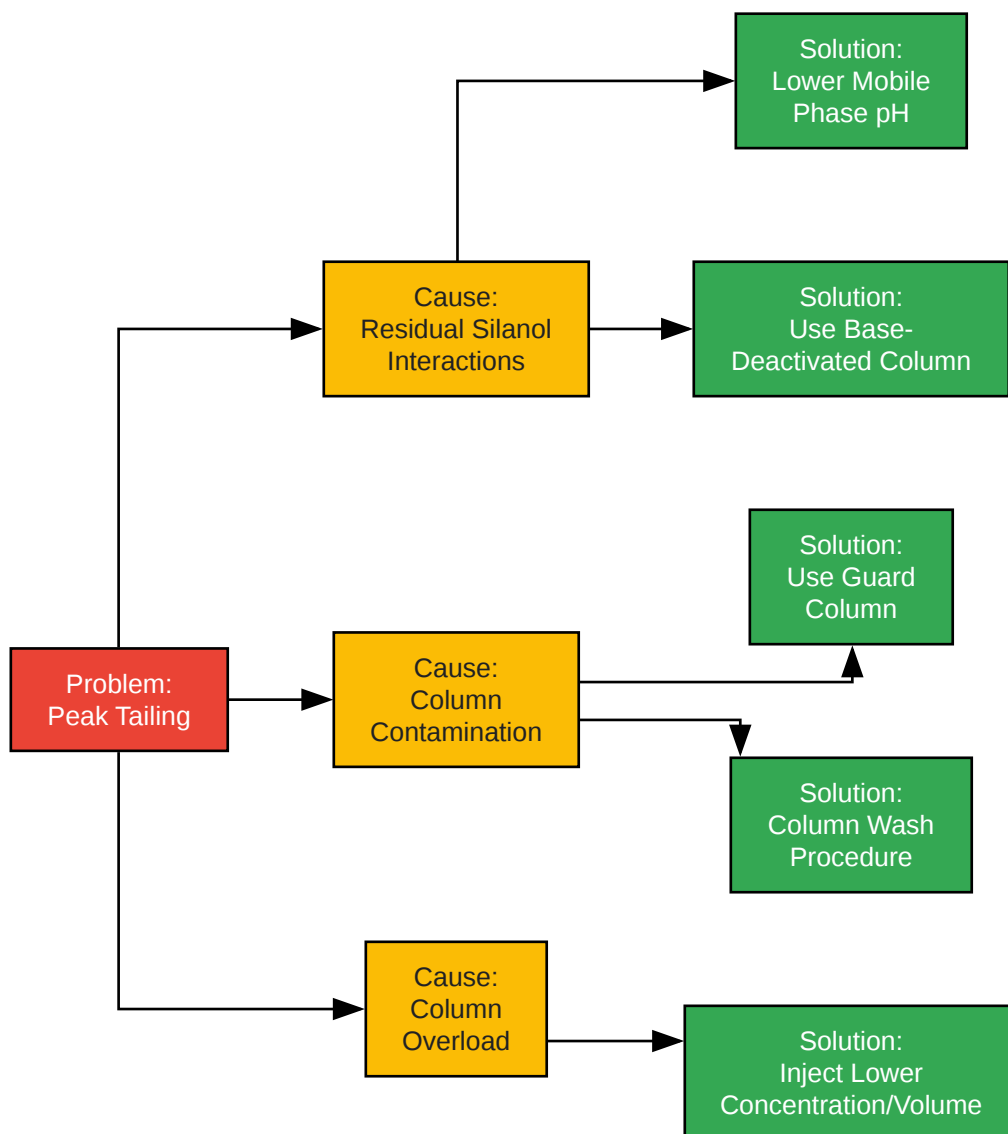 Solution:
Lower Mobile
Phase pH
Cause:
Residual Silanol
Interactions
Solution:
Use Base-
Deactivated Column
Solution:
Use Guard
Column
Problem:
Peak Tailing
Cause:
Column
Contamination
Solution:
Column Wash
Procedure
Cause:
Column
Overload
Solution:
Inject Lower
Concentration/Volume